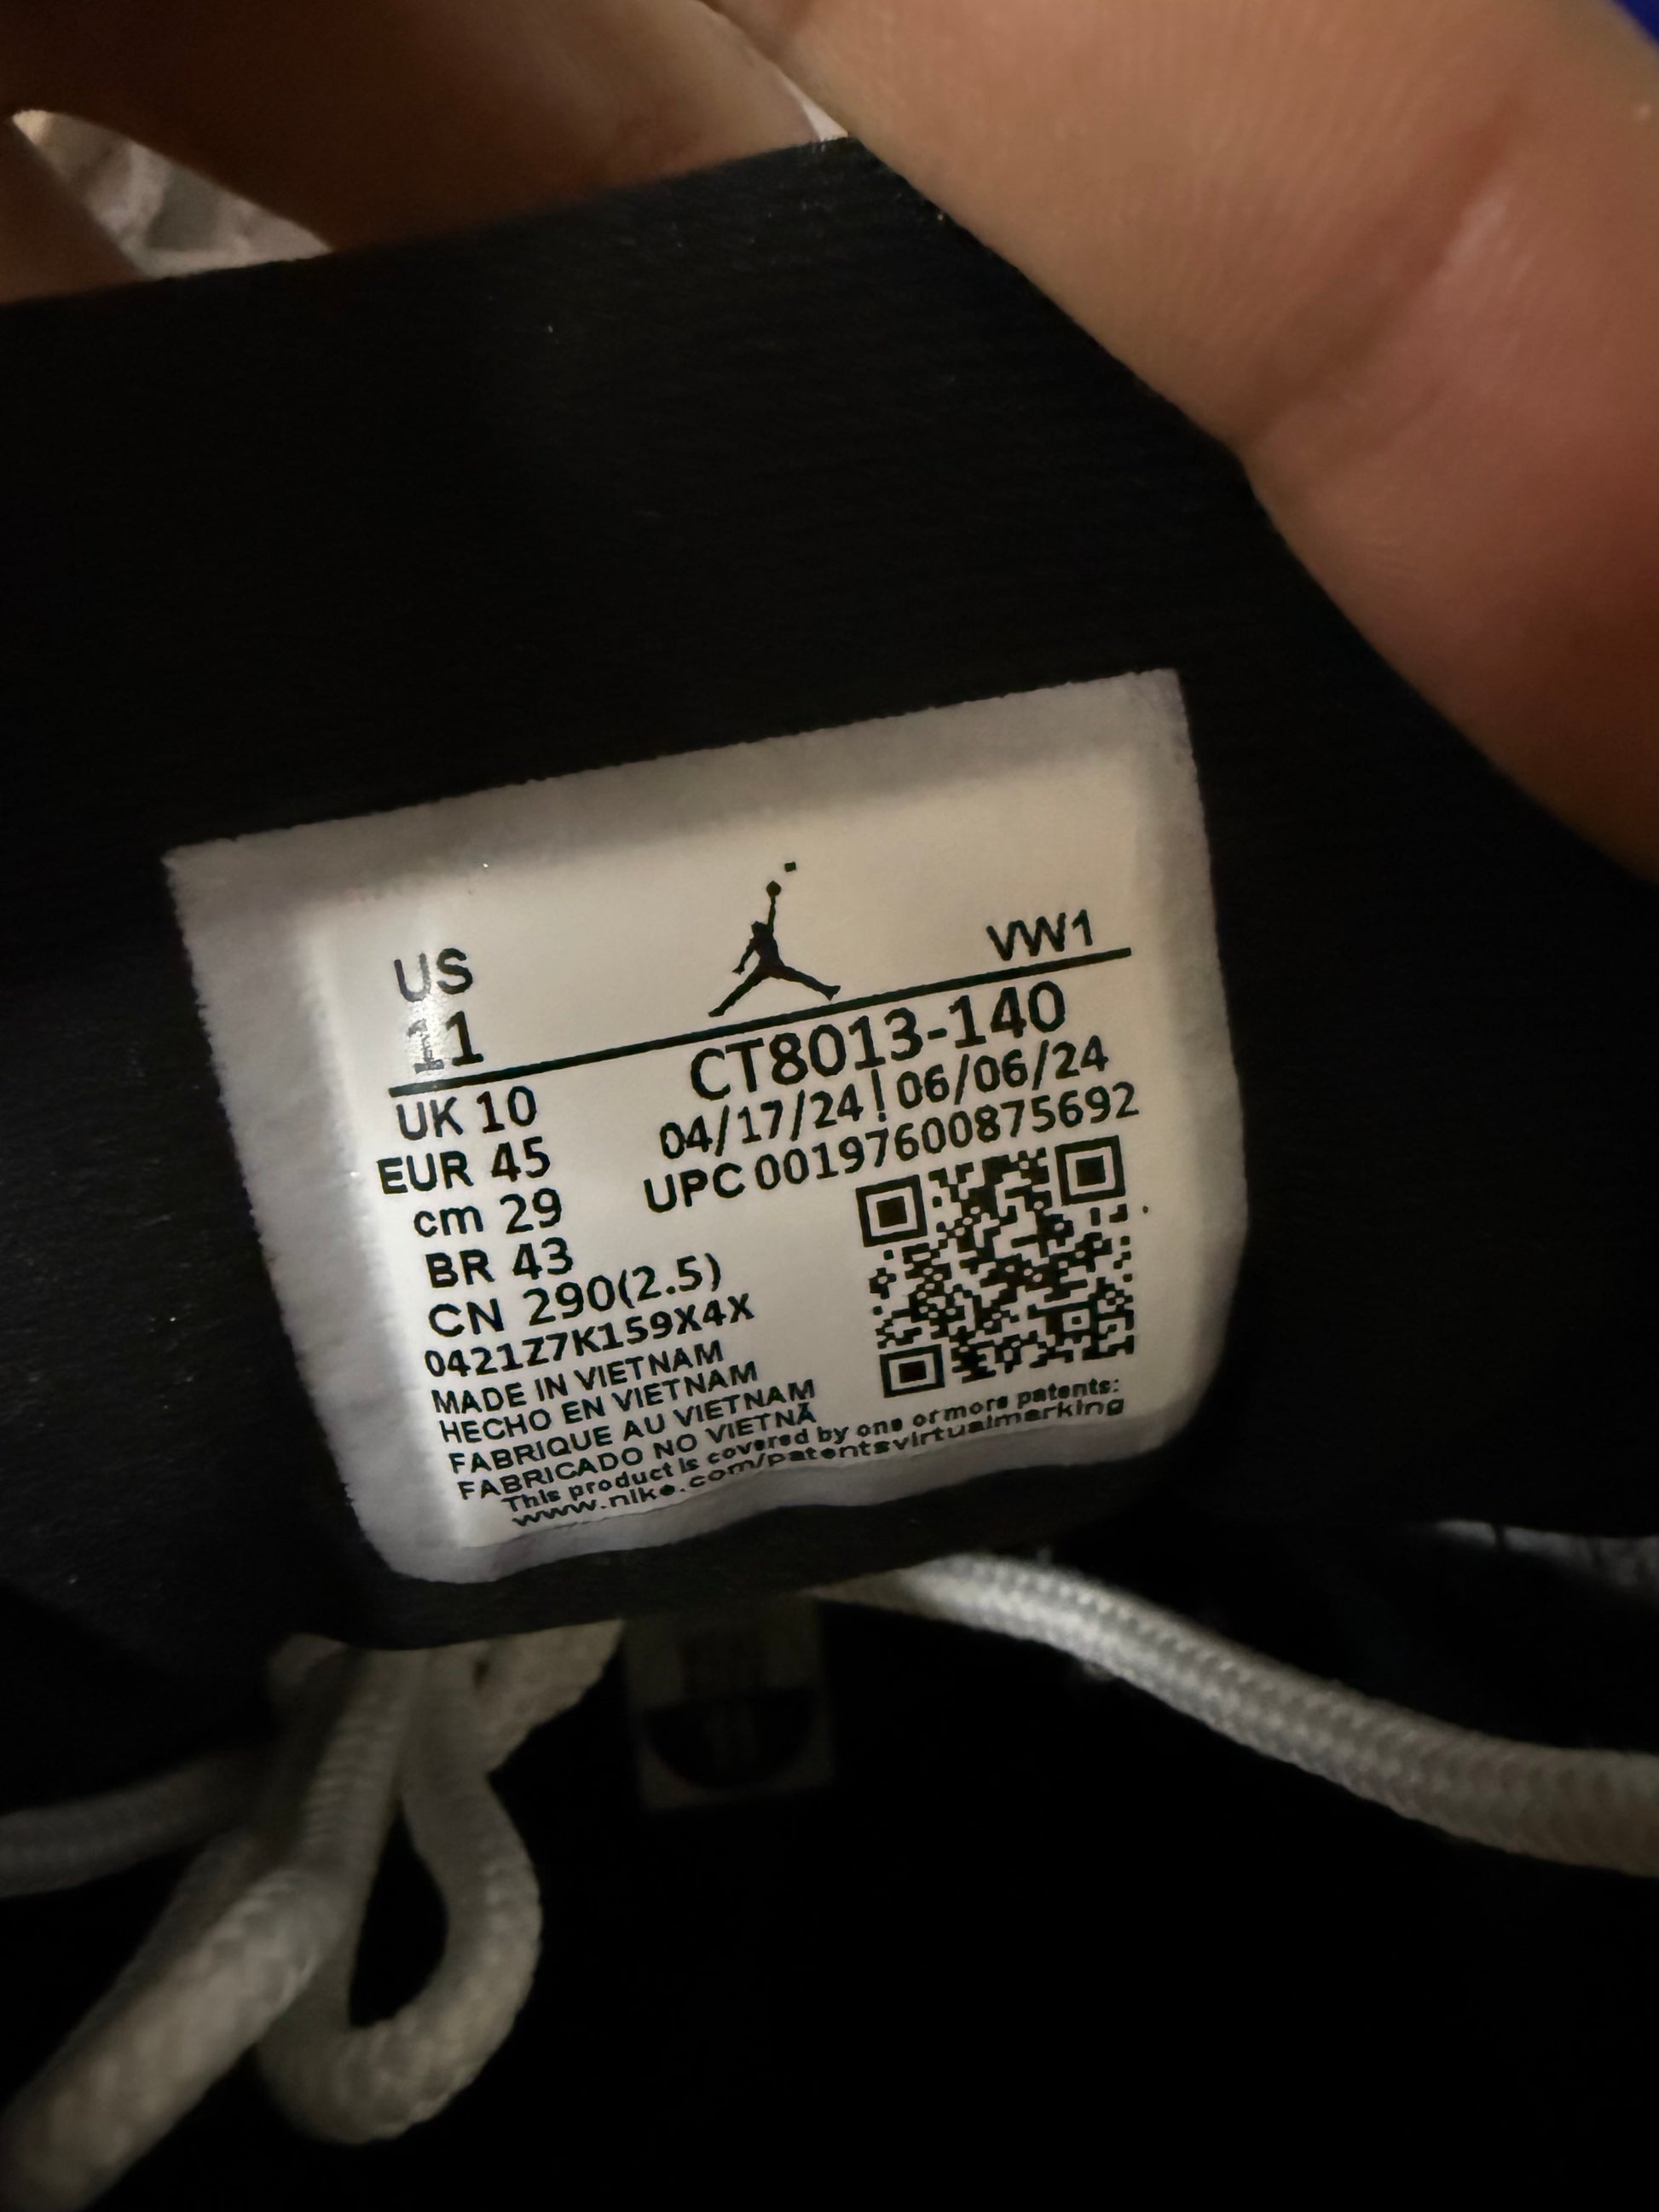 US
11
VW1
UK 10
EUR 45
cm 29
BR 43
CN 290(2.5)
CT8013-140
04/17/24 ¦ 06/06/24
UPC 00197600875692
0421Z7K159X4X
MADE IN VIETNAM
HECHO EN VIETNAM
FABRIQUE AU VIETNAM
FABRICADO NO VIETNÃ
This product is covered by one or more patents:
www.nike.com/patentsvirtualmarking